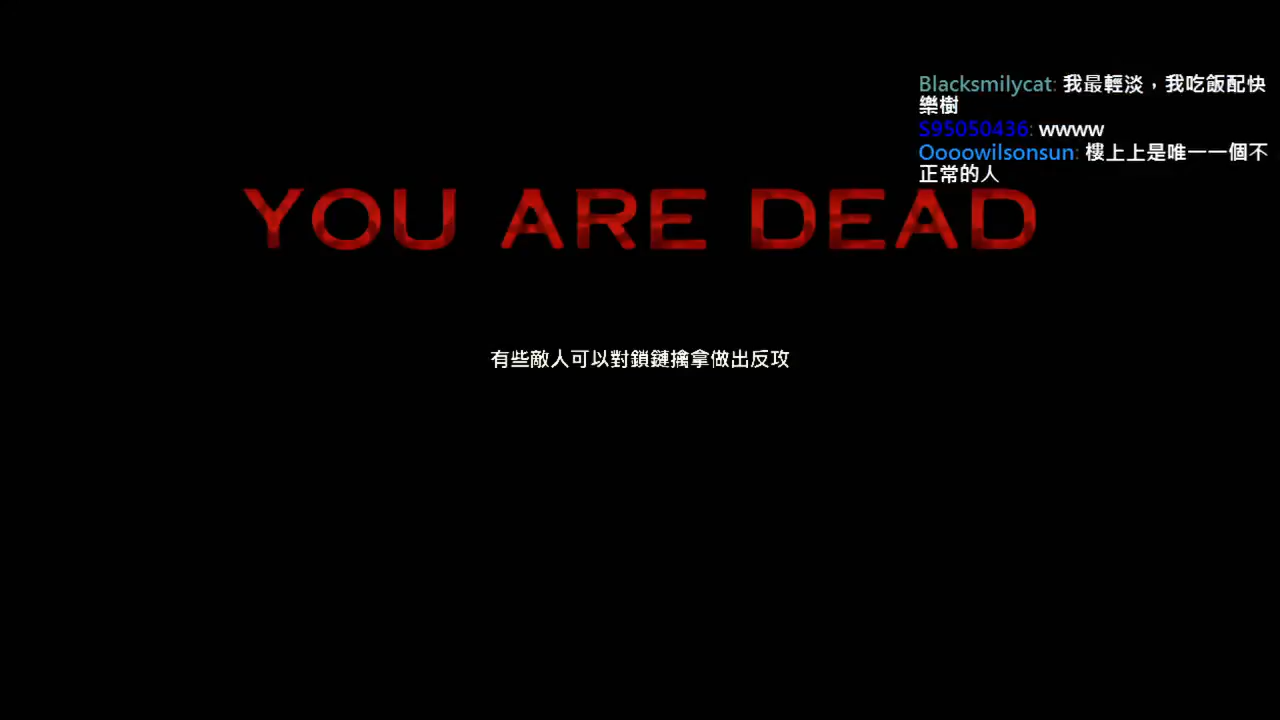 Blacksmilycat: 我最輕淡，我吃飯配快
樂樹
S95050436: wwww
Oooowilsonsun: 樓上上是唯一一個不
正常的人
YOU ARE DEAD
有些敵人可以對鎖鏈擒拿做出反攻